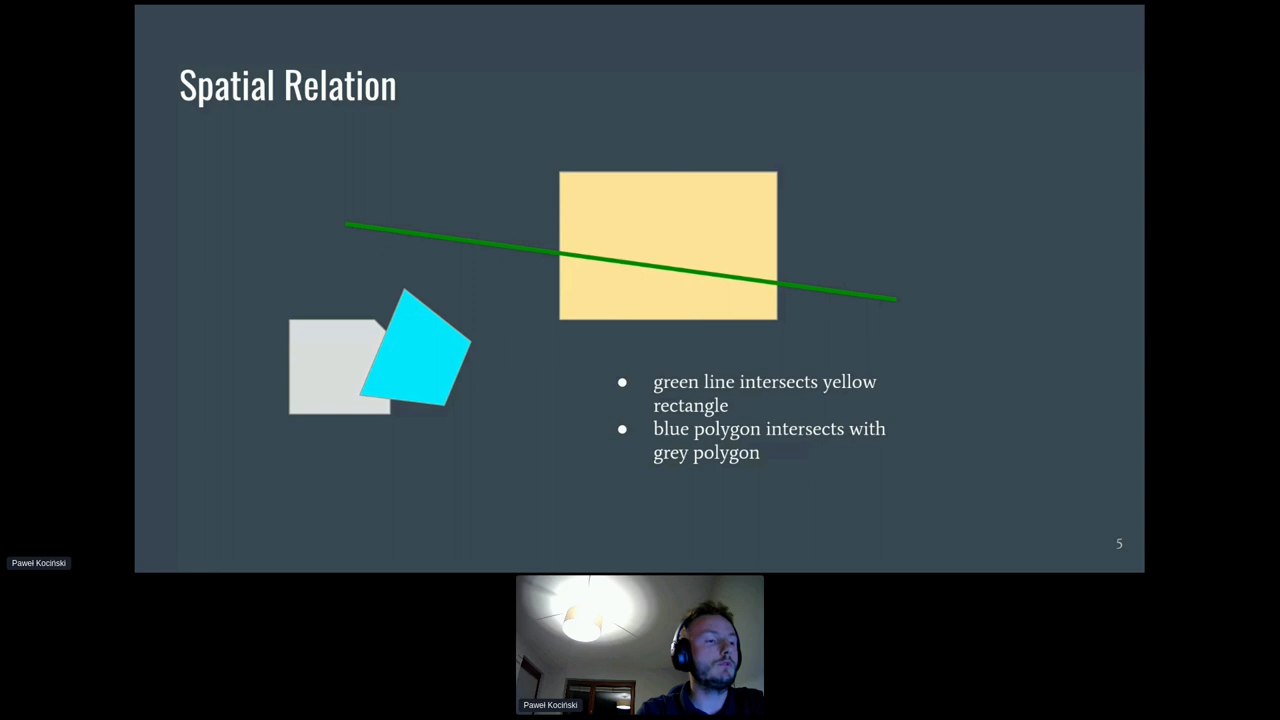 Spatial Relation
● green line intersects yellow
rectangle
● blue polygon intersects with
grey polygon
5
Paweł Kociński
Paweł Kociński